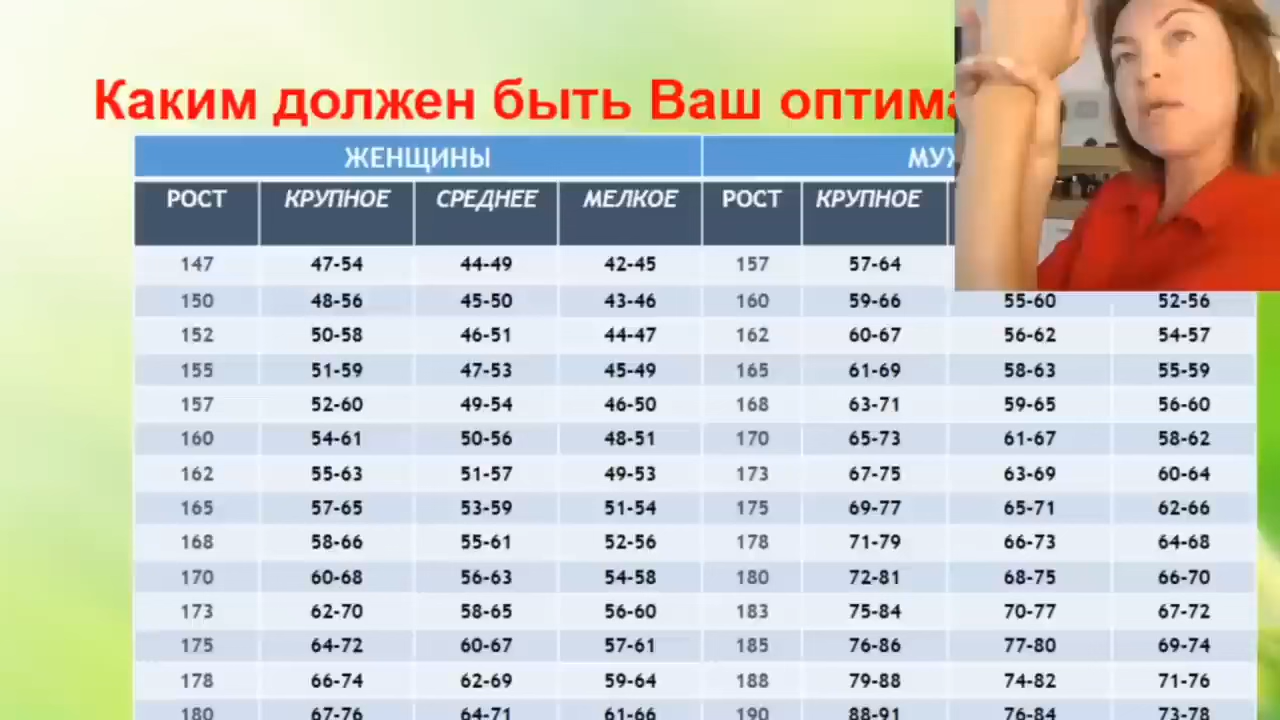 Каким должен быть Ваш
ЖЕНЩИНЫ
РОСТ КРУПНОЕ СРЕДНЕЕ МЕЛКОЕ РОСТ КРУПНОЕ
147 47-54 44-49 42-45 157 57-64
150 48-56 45-50 43-46 160 59-66 55-60 52-56
152 50-58 46-51 44-47 162 60-67 56-62 54-57
155 51-59 47-53 45-49 165 61-69 58-63 55-59
157 52-60 49-54 46-50 168 63-71 59-65 56-60
160 54-61 50-56 48-51 170 65-73 61-67 58-62
162 55-63 51-57 49-53 173 67-75 63-69 60-64
165 57-65 53-59 51-54 175 69-77 65-71 62-66
168 58-66 55-61 52-56 178 71-79 66-73 64-68
170 60-68 56-63 54-58 180 72-81 68-75 66-70
173 62-70 58-65 56-60 183 75-84 70-77 67-72
175 64-72 60-67 57-61 185 76-86 77-80 69-74
178 66-74 62-69 59-64 188 79-88 74-82 71-76
180 67-76 64-71 61-66 190 88-91 76-84 73-78